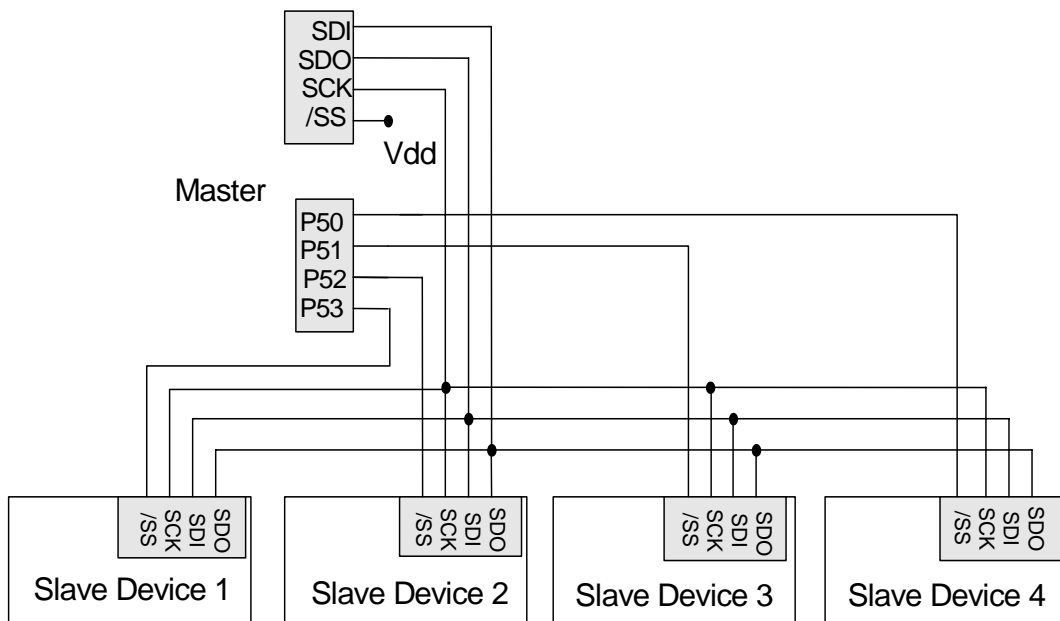 SDI
SDO
SCK
/SS
Vdd
Master
P50
P51
P52
P53
/SS
SCK
SDI
SDO
Slave Device 1
/SS
SCK
SDI
SDO
Slave Device 2
/SS
SCK
SDI
SDO
Slave Device 3
/SS
SCK
SDI
SDO
Slave Device 4